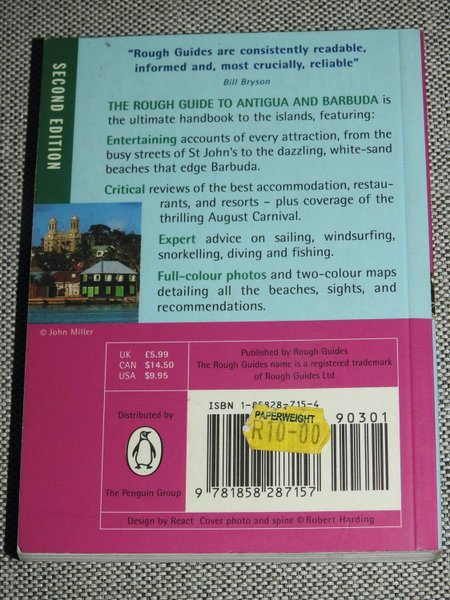 SECOND EDITION
"Rough Guides are consistently readable,
informed and, most crucially, reliable"
Bill Bryson
THE ROUGH GUIDE TO ANTIGUA AND BARBUDA is
the ultimate handbook to the islands, featuring:
Entertaining accounts of every attraction, from the
busy streets of St John's to the dazzling, white-sand
beaches that edge Barbuda.
Critical reviews of the best accommodation, restau-
rants, and resorts – plus coverage of the
thrilling August Carnival.
Expert advice on sailing, windsurfing,
snorkelling, diving and fishing.
Full-colour photos and two-colour maps
detailing all the beaches, sights, and
recommendations.
© John Miller
UK £5.99
CAN $14.50
USA $9.95
Published by Rough Guides
The Rough Guides name is a registered trademark
of Rough Guides Ltd
Distributed by
The Penguin Group
ISBN 1-85828-715-4
PAPERWEIGHT
R10-00
90301
9 781858 287157
Design by React Cover photo and spine © Robert Harding